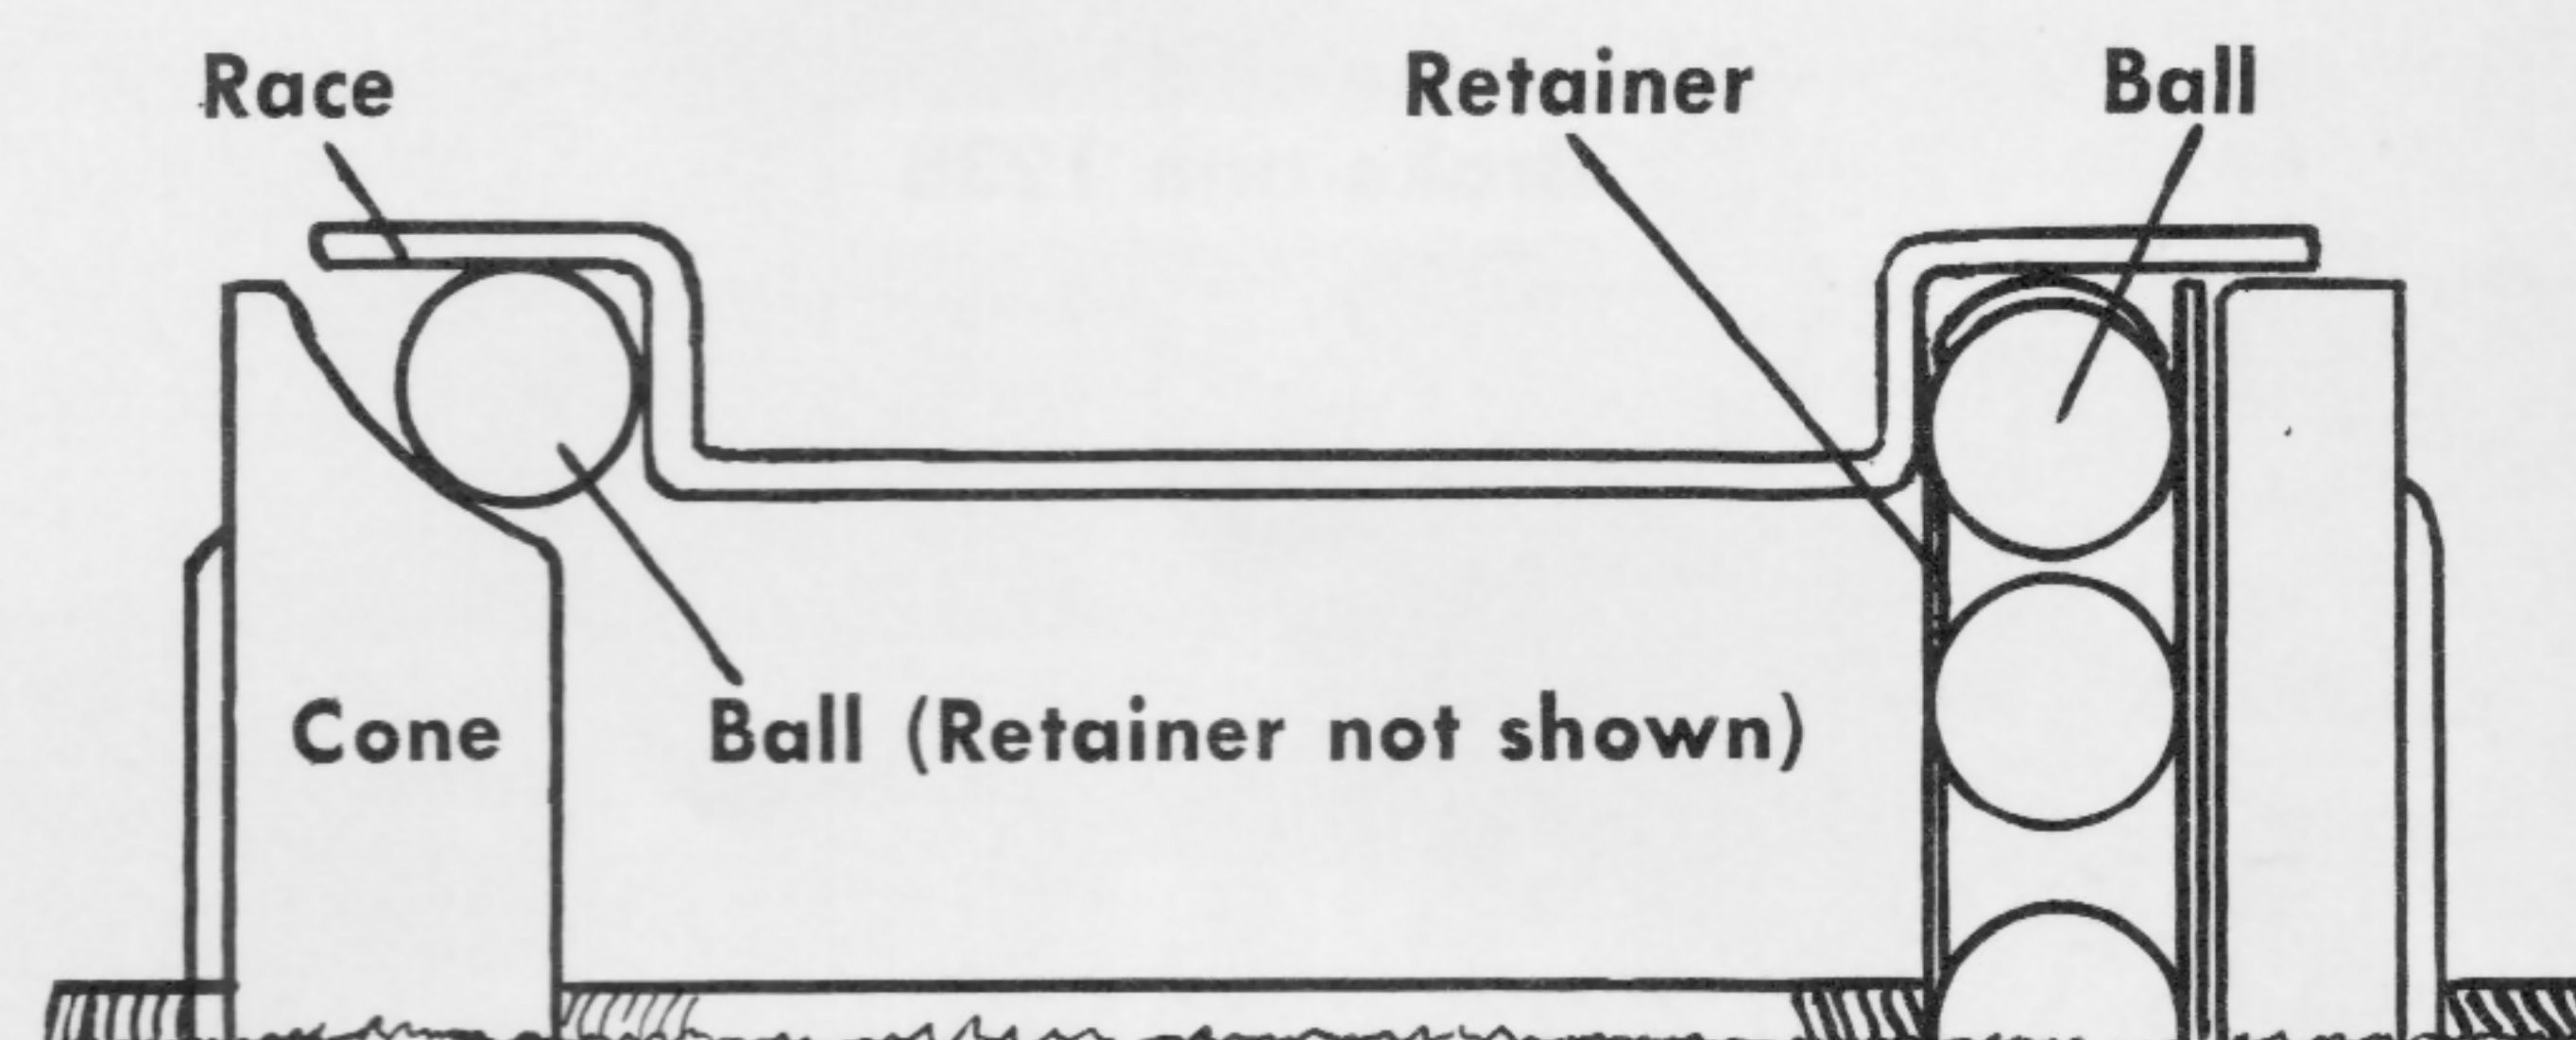 Race
Retainer
Ball
Cone
Ball (Retainer not shown)